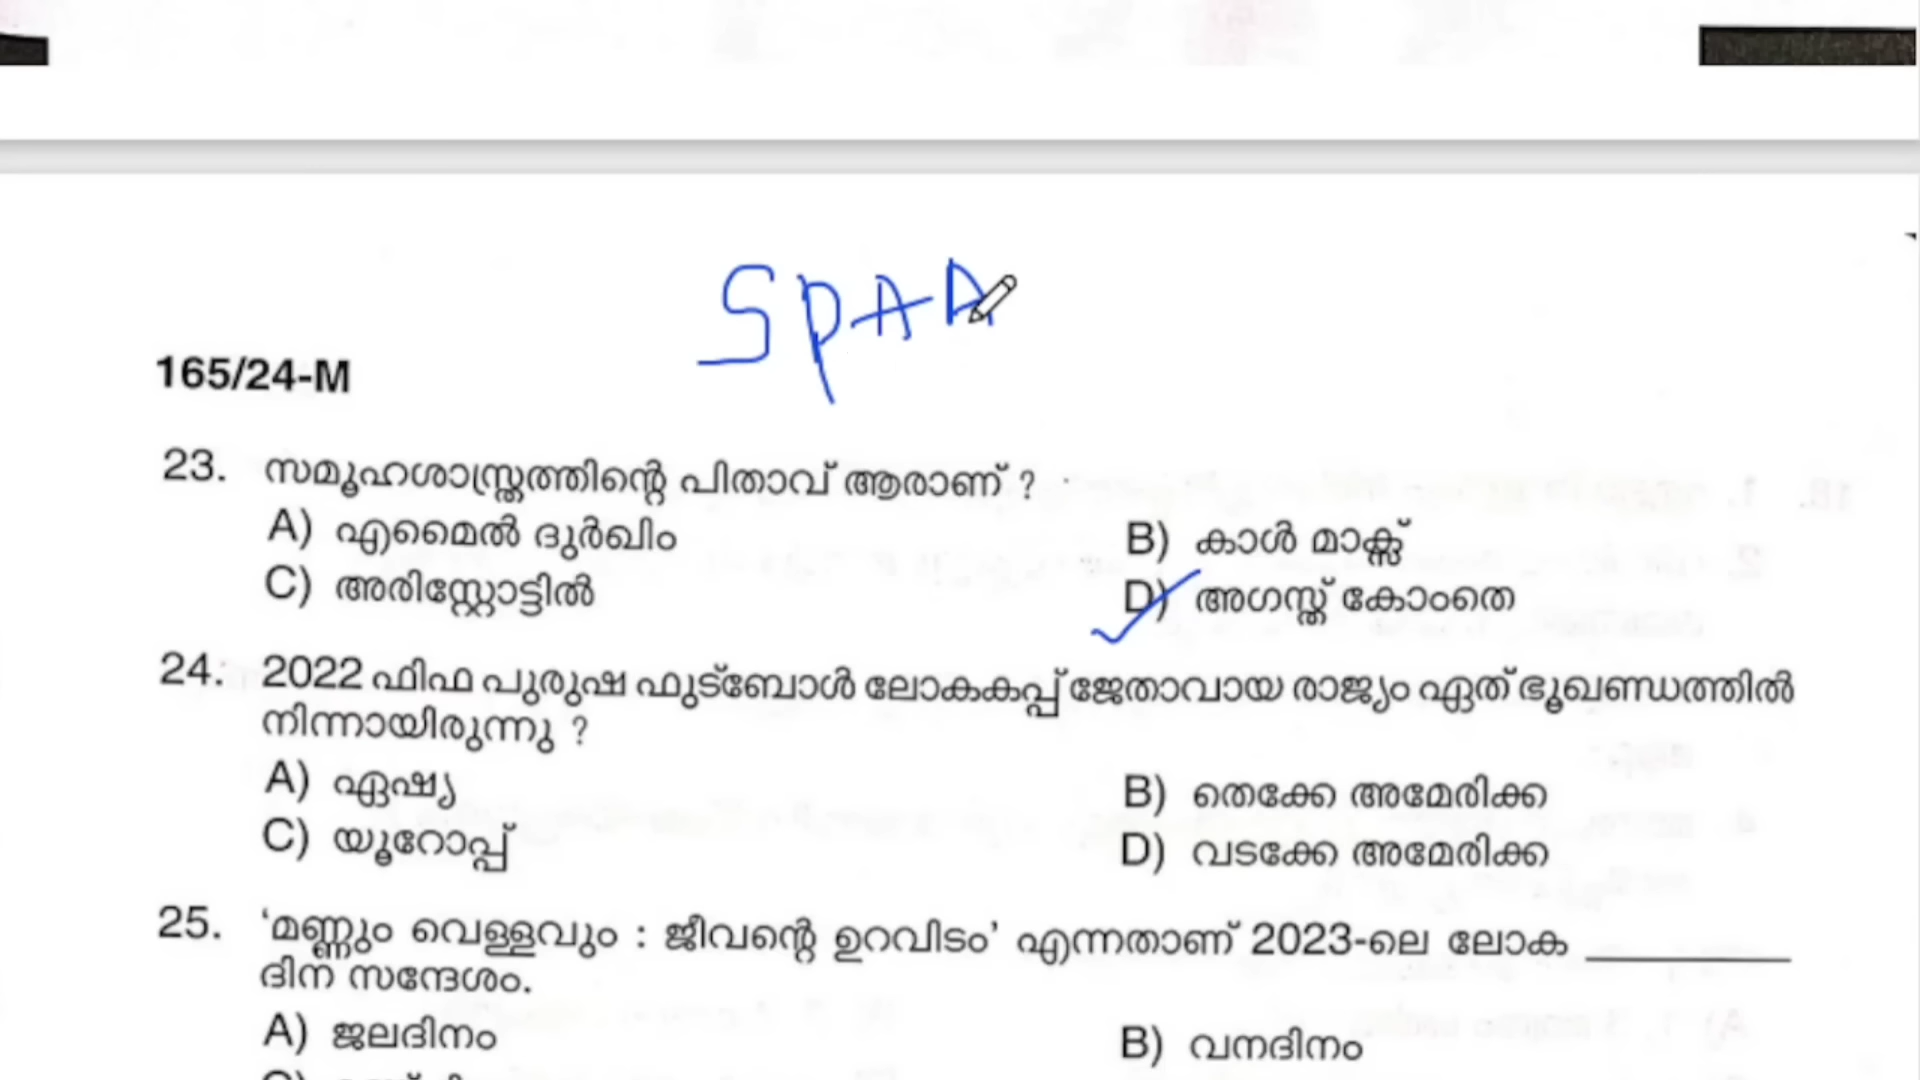 SPAA
165/24-M
23. സമൂഹശാസ്ത്രത്തിന്റെ പിതാവ് ആരാണ് ?
A) എമൈൽ ദുർഖിം
B) കാൾ മാക്സ്
C) അരിസ്റ്റോട്ടിൽ
D) അഗസ്ത് കോംതെ
24. 2022 ഫിഫ പുരുഷ ഫുട്ബോൾ ലോകകപ്പ് ജേതാവായ രാജ്യം ഏത് ഭൂഖണ്ഡത്തിൽ
നിന്നായിരുന്നു ?
A) ഏഷ്യ
B) തെക്കേ അമേരിക്ക
C) യൂറോപ്പ്
D) വടക്കേ അമേരിക്ക
25. ‘മണ്ണും വെള്ളവും : ജീവന്റെ ഉറവിടം’ എന്നതാണ് 2023-ലെ ലോക ________
ദിന സന്ദേശം.
A) ജലദിനം
B) വനദിനം